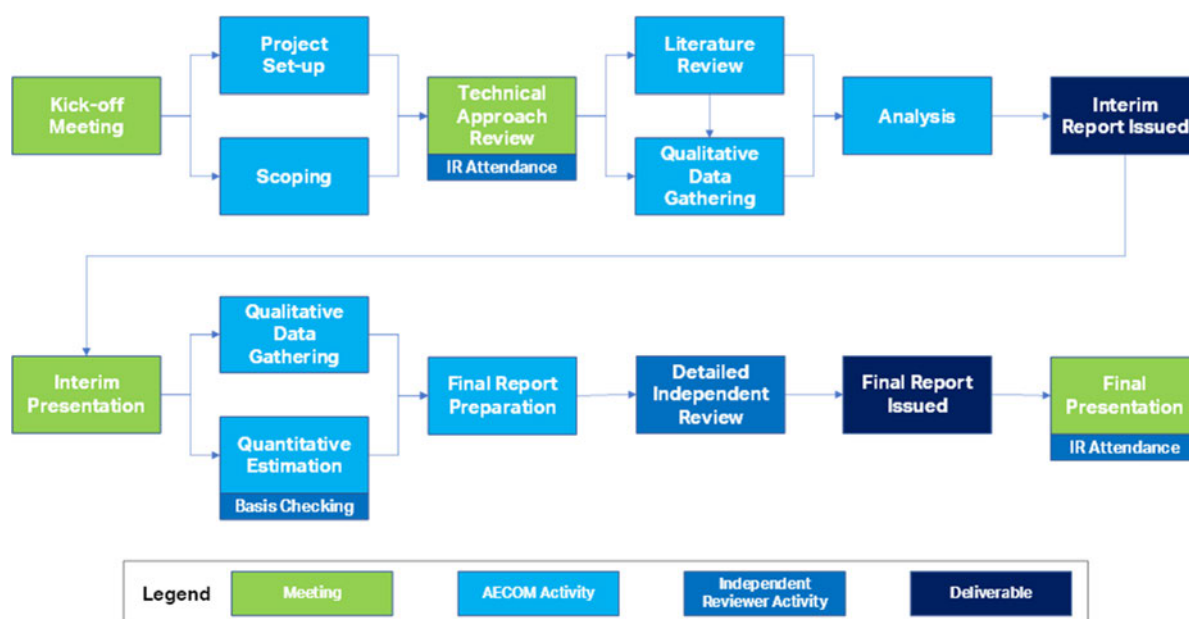 Kick-off
Meeting
Project
Set-up
Scoping
Technical
Approach
Review
IR Attendance
Literature
Review
Qualitative
Data
Gathering
Analysis
Interim
Report Issued
Interim
Presentation
Qualitative
Data
Gathering
Quantitative
Estimation
Basis Checking
Final Report
Preparation
Detailed
Independent
Review
Final Report
Issued
Final
Presentation
IR Attendance
Legend
Meeting
AECOM Activity
Independent
Reviewer Activity
Deliverable